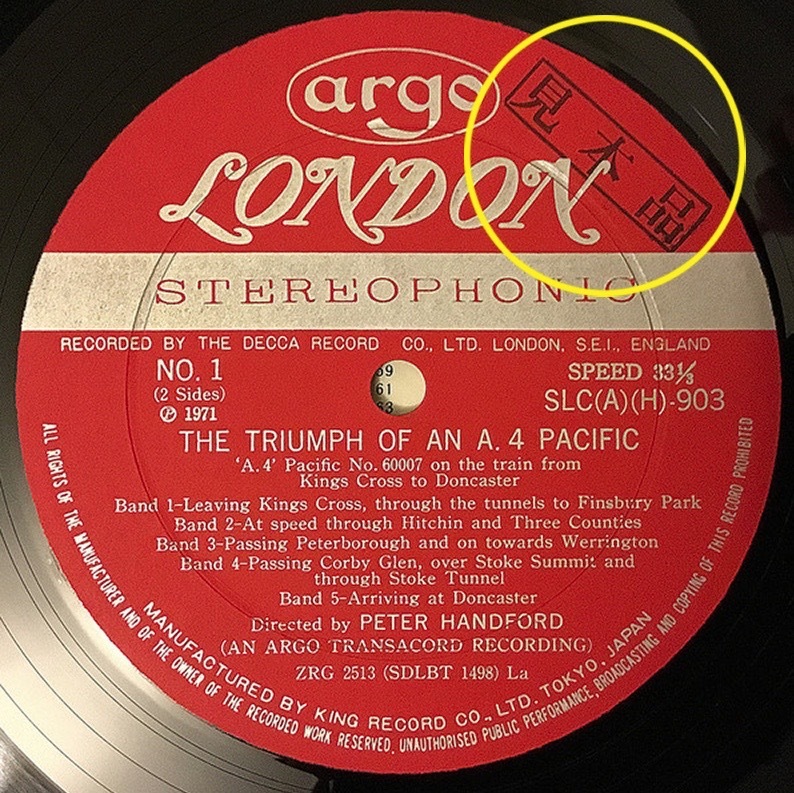 argo
LONDON
見本品
STEREOPHONIC
RECORDED BY THE DECCA RECORD CO., LTD. LONDON, S.E.I., ENGLAND
NO. 1
(2 Sides)
Ⓟ 1971
SPEED 33⅓
SLC(A)(H)-903
THE TRIUMPH OF AN A. 4 PACIFIC
'A.4' Pacific No. 60007 on the train from
Kings Cross to Doncaster
Band 1-Leaving Kings Cross, through the tunnels to Finsbury Park
Band 2-At speed through Hitchin and Three Counties
Band 3-Passing Peterborough and on towards Werrington
Band 4-Passing Corby Glen, over Stoke Summit and
through Stoke Tunnel
Band 5-Arriving at Doncaster
Directed by PETER HANDFORD
(AN ARGO TRANSACORD RECORDING)
ZRG 2513 (SDLBT 1498) La
MANUFACTURED BY KING RECORD CO., LTD. TOKYO, JAPAN
ALL RIGHTS OF THE MANUFACTURER AND OF THE OWNER OF THE RECORDED WORK RESERVED. UNAUTHORISED PUBLIC PERFORMANCE, BROADCASTING AND COPYING OF THIS RECORD PROHIBITED